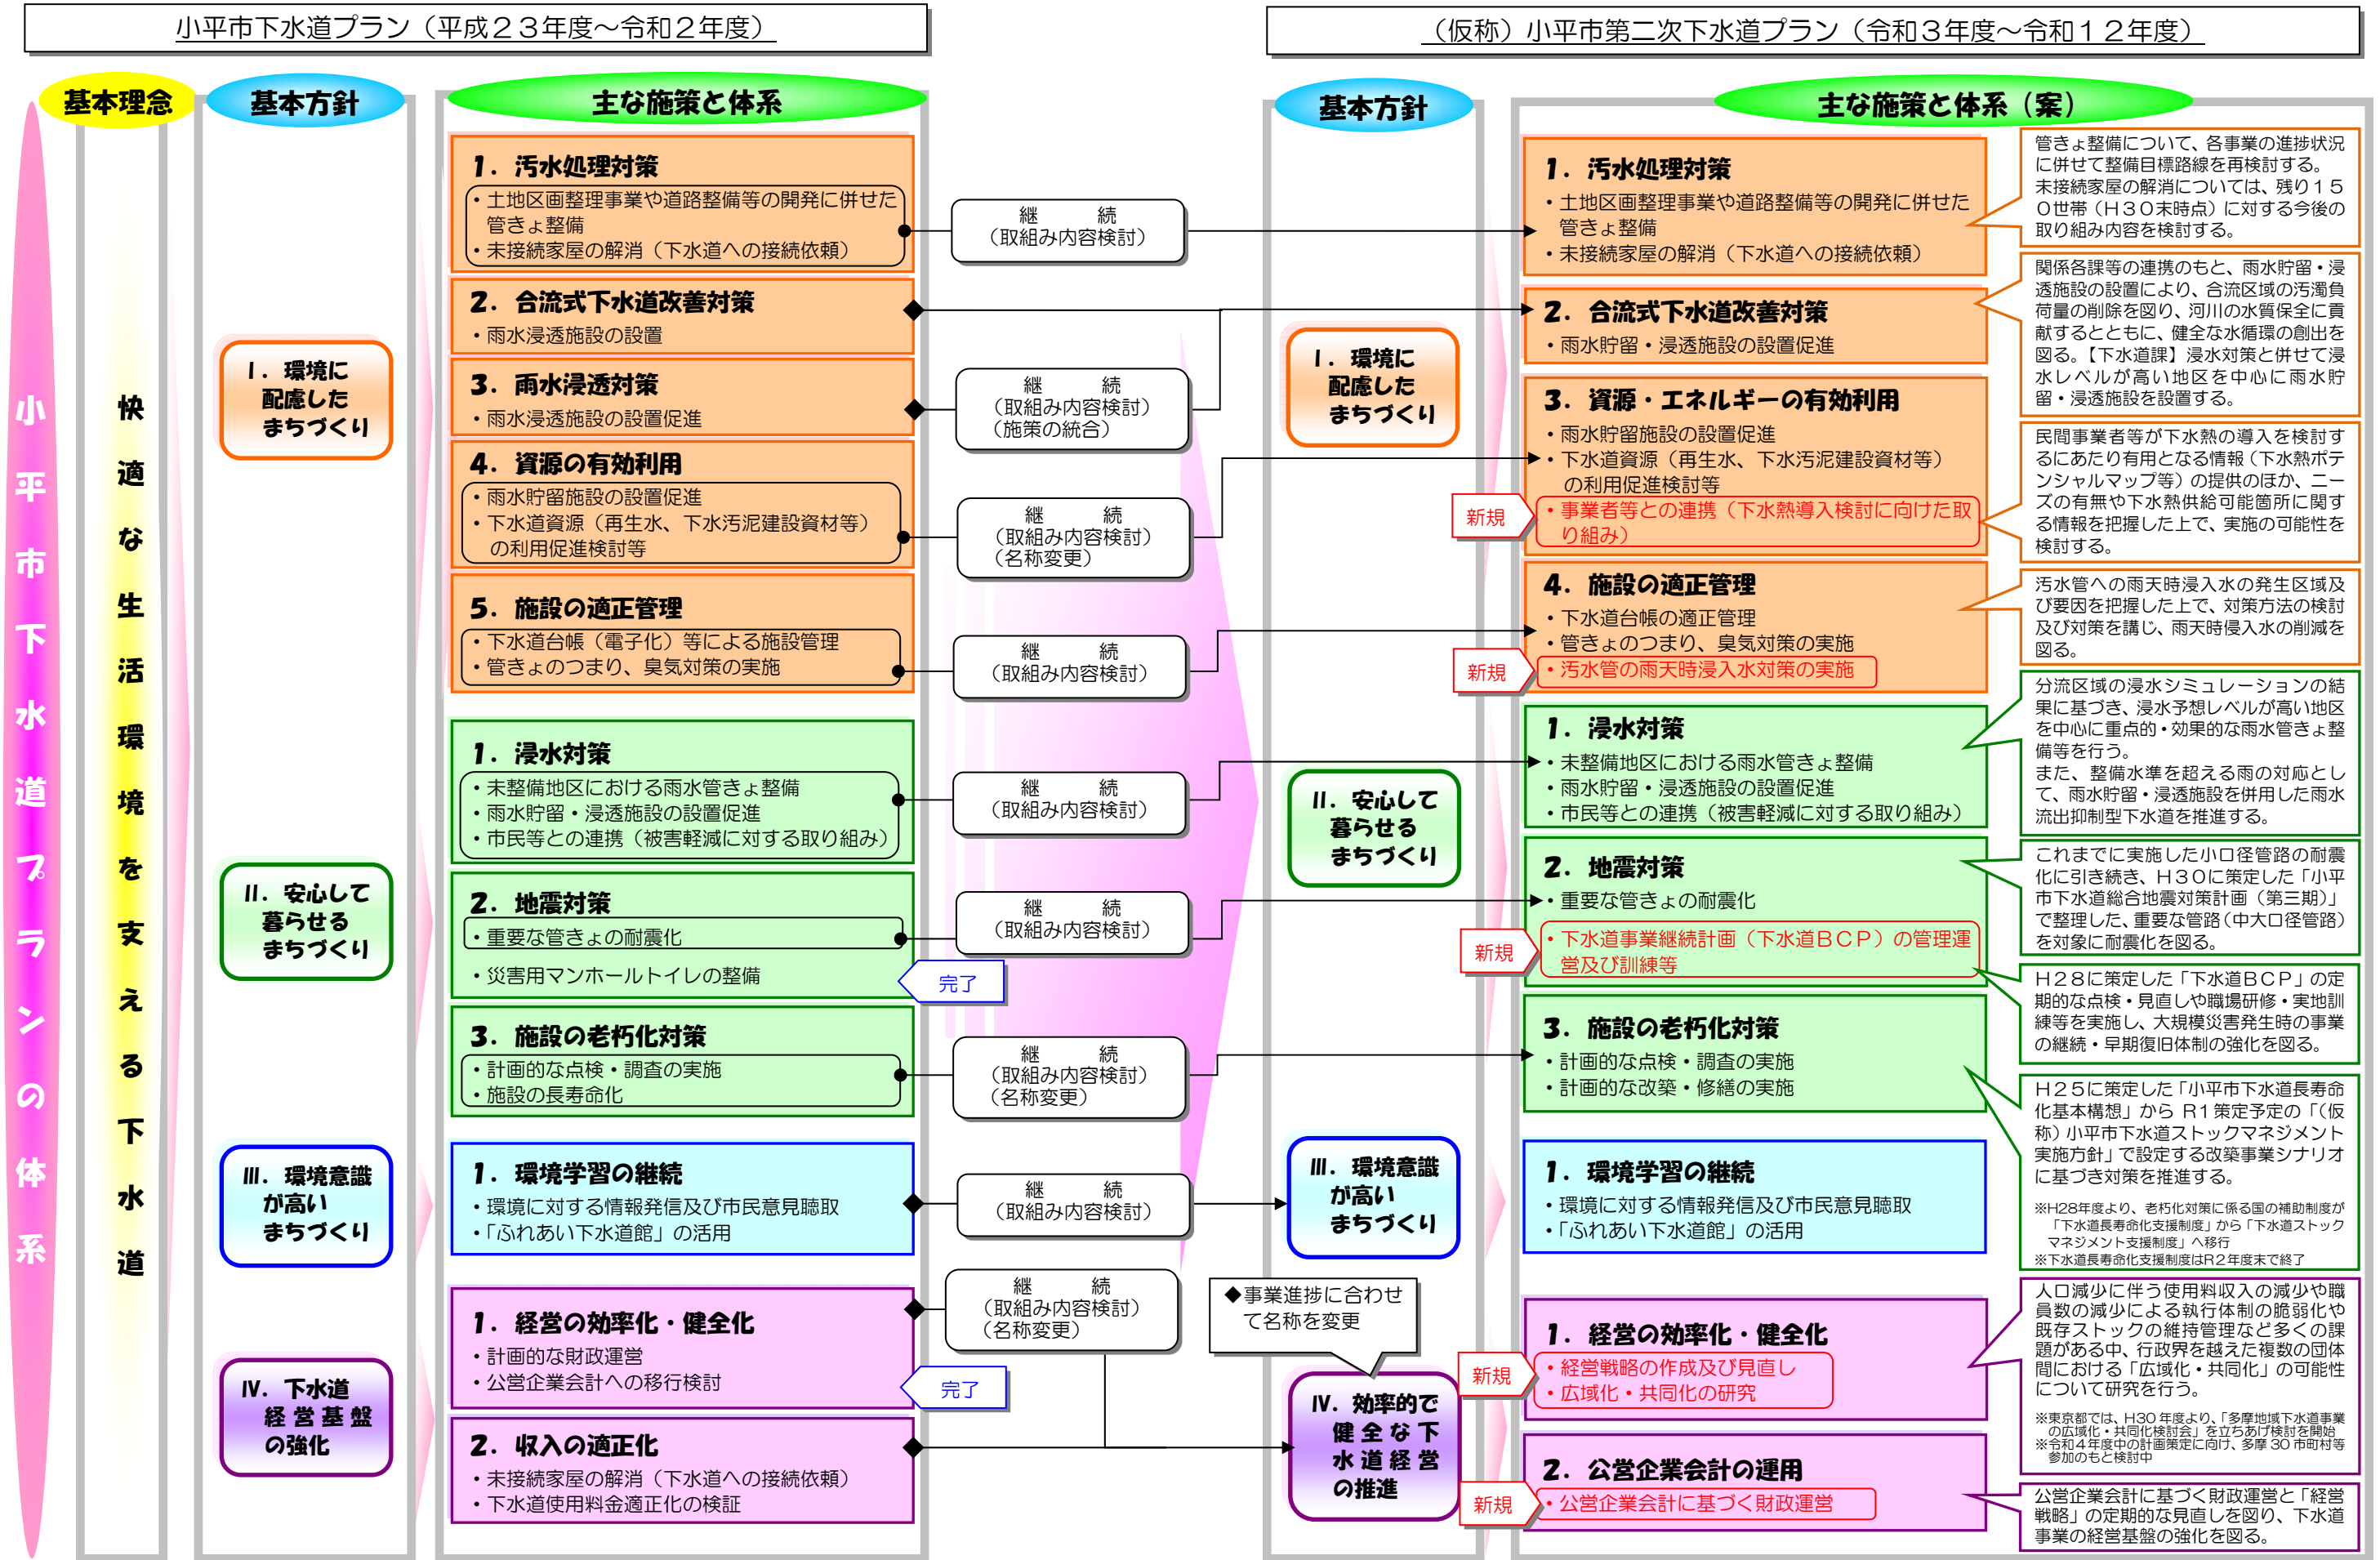 小平市下水道プラン（平成２３年度～令和２年度）
（仮称）小平市第二次下水道プラン（令和３年度～令和１２年度）
小平市下水道プランの体系
基本理念
快適な生活環境を支える下水道
基本方針
Ⅰ．環境に
配慮した
まちづくり
Ⅱ．安心して
暮らせる
まちづくり
Ⅲ．環境意識
が高い
まちづくり
Ⅳ．下水道
経営基盤
の強化
主な施策と体系
１．汚水処理対策
・土地区画整理事業や道路整備等の開発に併せた
管きょ整備
・未接続家屋の解消（下水道への接続依頼）
２．合流式下水道改善対策
・雨水浸透施設の設置
３．雨水浸透対策
・雨水浸透施設の設置促進
４．資源の有効利用
・雨水貯留施設の設置促進
・下水道資源（再生水、下水汚泥建設資材等）
の利用促進検討等
５．施設の適正管理
・下水道台帳（電子化）等による施設管理
・管きょのつまり、臭気対策の実施
１．浸水対策
・未整備地区における雨水管きょ整備
・雨水貯留・浸透施設の設置促進
・市民等との連携（被害軽減に対する取り組み）
２．地震対策
・重要な管きょの耐震化
・災害用マンホールトイレの整備
完了
３．施設の老朽化対策
・計画的な点検・調査の実施
・施設の長寿命化
１．環境学習の継続
・環境に対する情報発信及び市民意見聴取
・「ふれあい下水道館」の活用
１．経営の効率化・健全化
・計画的な財政運営
・公営企業会計への移行検討
完了
２．収入の適正化
・未接続家屋の解消（下水道への接続依頼）
・下水道使用料金適正化の検証
継　　続
（取組み内容検討）
継　　続
（取組み内容検討）
（施策の統合）
継　　続
（取組み内容検討）
（名称変更）
継　　続
（取組み内容検討）
継　　続
（取組み内容検討）
継　　続
（取組み内容検討）
継　　続
（取組み内容検討）
（名称変更）
継　　続
（取組み内容検討）
継　　続
（取組み内容検討）
（名称変更）
◆事業進捗に合わせ
て名称を変更
基本方針
Ⅰ．環境に
配慮した
まちづくり
Ⅱ．安心して
暮らせる
まちづくり
Ⅲ．環境意識
が高い
まちづくり
Ⅳ．効率的で
健全な下
水道経営
の推進
主な施策と体系（案）
１．汚水処理対策
・土地区画整理事業や道路整備等の開発に併せた
管きょ整備
・未接続家屋の解消（下水道への接続依頼）
２．合流式下水道改善対策
・雨水貯留・浸透施設の設置促進
３．資源・エネルギーの有効利用
・雨水貯留施設の設置促進
・下水道資源（再生水、下水汚泥建設資材等）
の利用促進検討等
新規
・事業者等との連携（下水熱導入検討に向けた取
り組み）
４．施設の適正管理
・下水道台帳の適正管理
・管きょのつまり、臭気対策の実施
新規
・汚水管の雨天時浸入水対策の実施
１．浸水対策
・未整備地区における雨水管きょ整備
・雨水貯留・浸透施設の設置促進
・市民等との連携（被害軽減に対する取り組み）
２．地震対策
・重要な管きょの耐震化
新規
・下水道事業継続計画（下水道ＢＣＰ）の管理運
営及び訓練等
３．施設の老朽化対策
・計画的な点検・調査の実施
・計画的な改築・修繕の実施
１．環境学習の継続
・環境に対する情報発信及び市民意見聴取
・「ふれあい下水道館」の活用
１．経営の効率化・健全化
新規
・経営戦略の作成及び見直し
・広域化・共同化の研究
２．公営企業会計の運用
新規
・公営企業会計に基づく財政運営
管きょ整備について、各事業の進捗状況
に併せて整備目標路線を再検討する。
未接続家屋の解消については、残り１５
０世帯（Ｈ３０末時点）に対する今後の
取り組み内容を検討する。
関係各課等の連携のもと、雨水貯留・浸
透施設の設置により、合流区域の汚濁負
荷量の削除を図り、河川の水質保全に貢
献するとともに、健全な水循環の創出を
図る。【下水道課】浸水対策と併せて浸
水レベルが高い地区を中心に雨水貯
留・浸透施設を設置する。
民間事業者等が下水熱の導入を検討す
るにあたり有用となる情報（下水熱ポテ
ンシャルマップ等）の提供のほか、ニー
ズの有無や下水熱供給可能箇所に関す
る情報を把握した上で、実施の可能性を
検討する。
汚水管への雨天時浸入水の発生区域及
び要因を把握した上で、対策方法の検討
及び対策を講じ、雨天時侵入水の削減を
図る。
分流区域の浸水シミュレーションの結
果に基づき、浸水予想レベルが高い地区
を中心に重点的・効果的な雨水管きょ整
備等を行う。
また、整備水準を超える雨の対応とし
て、雨水貯留・浸透施設を併用した雨水
流出抑制型下水道を推進する。
これまでに実施した小口径管路の耐震
化に引き続き、Ｈ３０に策定した「小平
市下水道総合地震対策計画（第三期）」
で整理した、重要な管路（中大口径管路）
を対象に耐震化を図る。
Ｈ２８に策定した「下水道ＢＣＰ」の定
期的な点検・見直しや職場研修・実地訓
練等を実施し、大規模災害発生時の事業
の継続・早期復旧体制の強化を図る。
Ｈ２５に策定した「小平市下水道長寿命
化基本構想」から Ｒ１策定予定の「（仮
称）小平市下水道ストックマネジメント
実施方針」で設定する改築事業シナリオ
に基づき対策を推進する。
※H28年度より、老朽化対策に係る国の補助制度が
「下水道長寿命化支援制度」から「下水道ストック
マネジメント支援制度」へ移行
※下水道長寿命化支援制度はR２年度末で終了
人口減少に伴う使用料収入の減少や職
員数の減少による執行体制の脆弱化や
既存ストックの維持管理など多くの課
題がある中、行政界を越えた複数の団体
間における「広域化・共同化」の可能性
について研究を行う。
※東京都では、H30 年度より、「多摩地域下水道事業
の広域化・共同化検討会」を立ちあげ検討を開始
※令和４年度中の計画策定に向け、多摩 30 市町村等
参加のもと検討中
公営企業会計に基づく財政運営と「経営
戦略」の定期的な見直しを図り、下水道
事業の経営基盤の強化を図る。